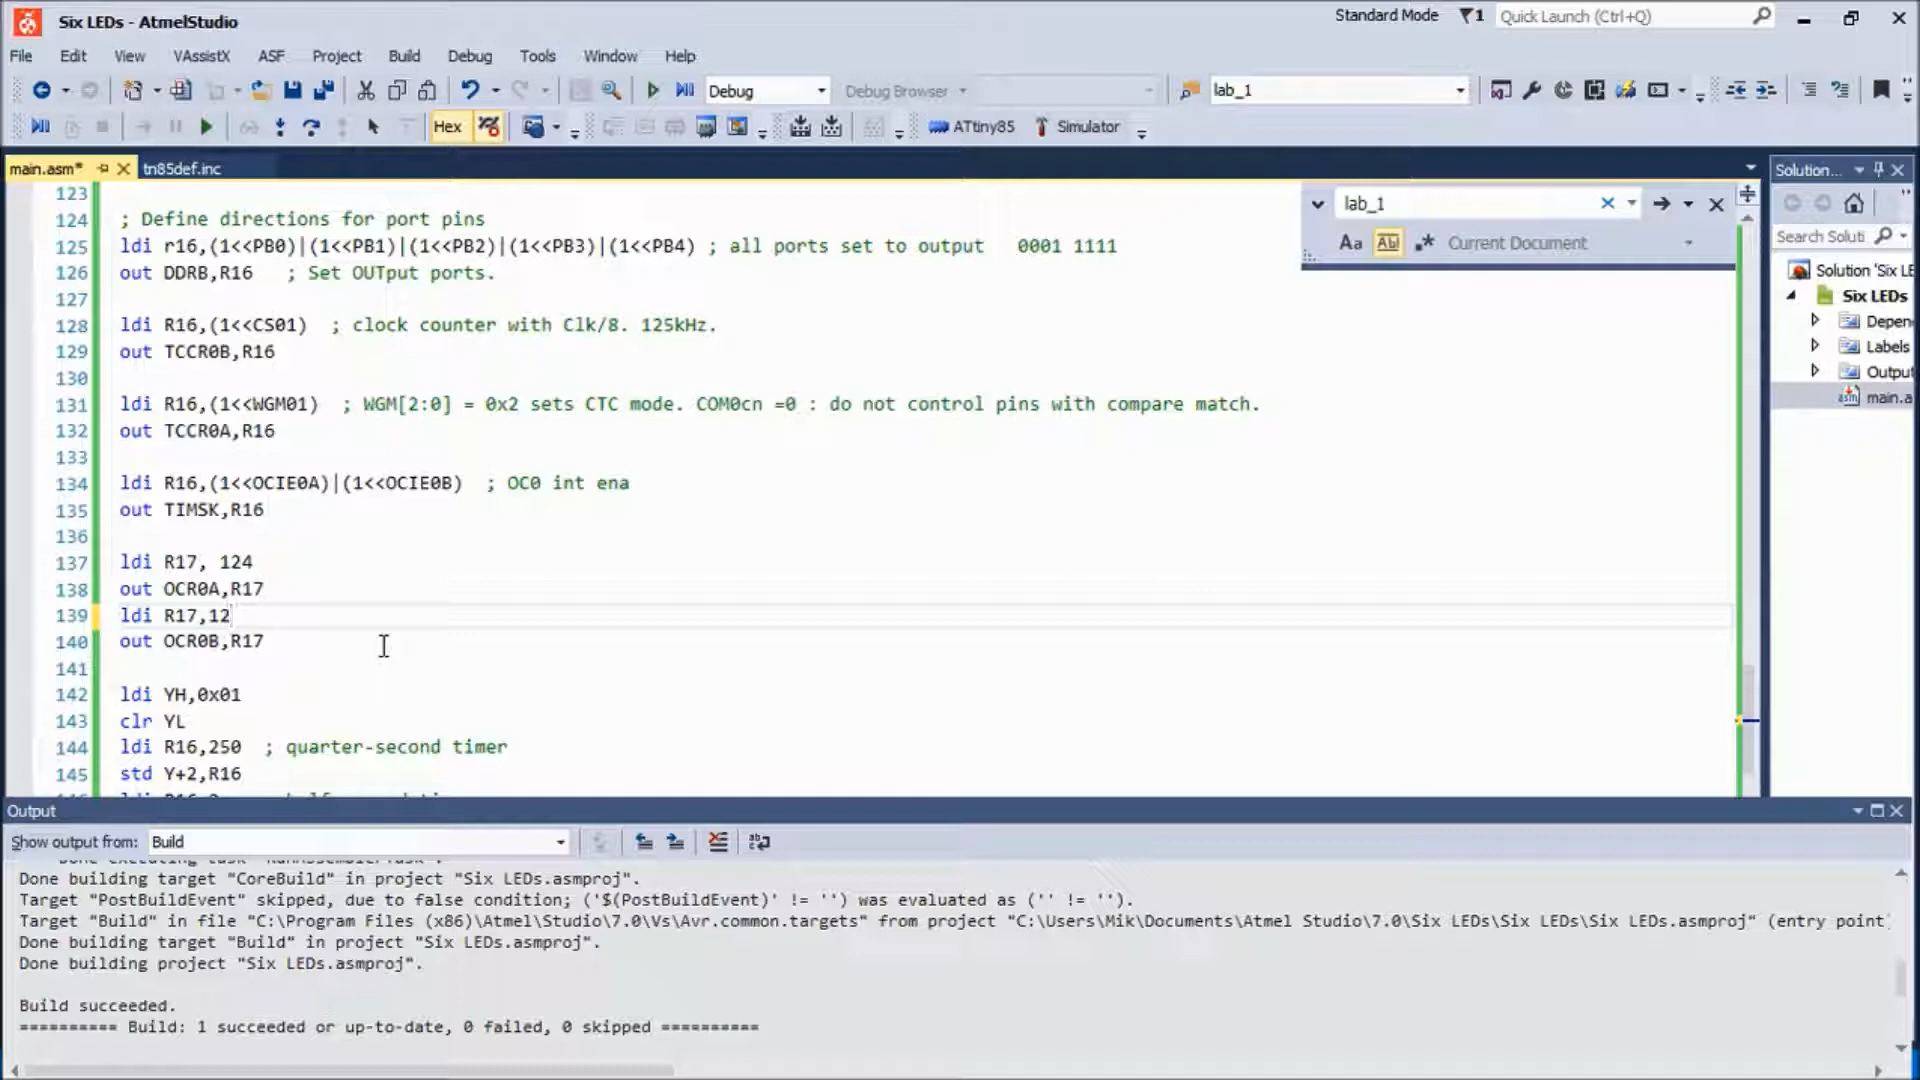 Six LEDs - AtmelStudio
Standard Mode
1
Quick Launch (Ctrl+Q)
File Edit View VAssistX ASF Project Build Debug Tools Window Help
Debug
Debug Browser
lab_1
Hex
ATtiny85
Simulator
main.asm*
tn85def.inc
123
124 ; Define directions for port pins
125 ldi r16,(1<<PB0)|(1<<PB1)|(1<<PB2)|(1<<PB3)|(1<<PB4) ; all ports set to output 0001 1111
126 out DDRB,R16 ; Set OUTput ports.
127
128 ldi R16,(1<<CS01) ; clock counter with Clk/8. 125kHz.
129 out TCCR0B,R16
130
131 ldi R16,(1<<WGM01) ; WGM[2:0] = 0x2 sets CTC mode. COM0cn =0 : do not control pins with compare match.
132 out TCCR0A,R16
133
134 ldi R16,(1<<OCIE0A)|(1<<OCIE0B) ; OC0 int ena
135 out TIMSK,R16
136
137 ldi R17, 124
138 out OCR0A,R17
139 ldi R17,12
140 out OCR0B,R17
141
142 ldi YH,0x01
143 clr YL
144 ldi R16,250 ; quarter-second timer
145 std Y+2,R16
lab_1
Aa Ab .* Current Document
Solution...
Search Soluti
Solution 'Six LE
Six LEDs
Depen
Labels
Output
main.a
Output
Show output from: Build
Done building target "CoreBuild" in project "Six LEDs.asmproj".
Target "PostBuildEvent" skipped, due to false condition; ('$(PostBuildEvent)' != '') was evaluated as ('' != '').
Target "Build" in file "C:\Program Files (x86)\Atmel\Studio\7.0\Vs\Avr.common.targets" from project "C:\Users\Mik\Documents\Atmel Studio\7.0\Six LEDs\Six LEDs\Six LEDs.asmproj" (entry point
Done building target "Build" in project "Six LEDs.asmproj".
Done building project "Six LEDs.asmproj".
Build succeeded.
========== Build: 1 succeeded or up-to-date, 0 failed, 0 skipped ==========